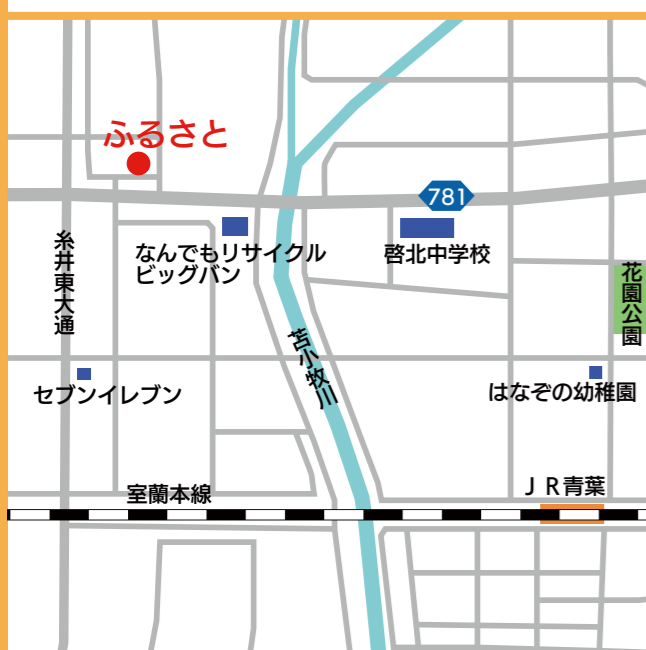 ふるさと
781
なんでもリサイクル
ビッグバン
啓北中学校
糸井東大通
花園公園
苫小牧川
セブンイレブン
はなぞの幼稚園
室蘭本線
ＪＲ青葉